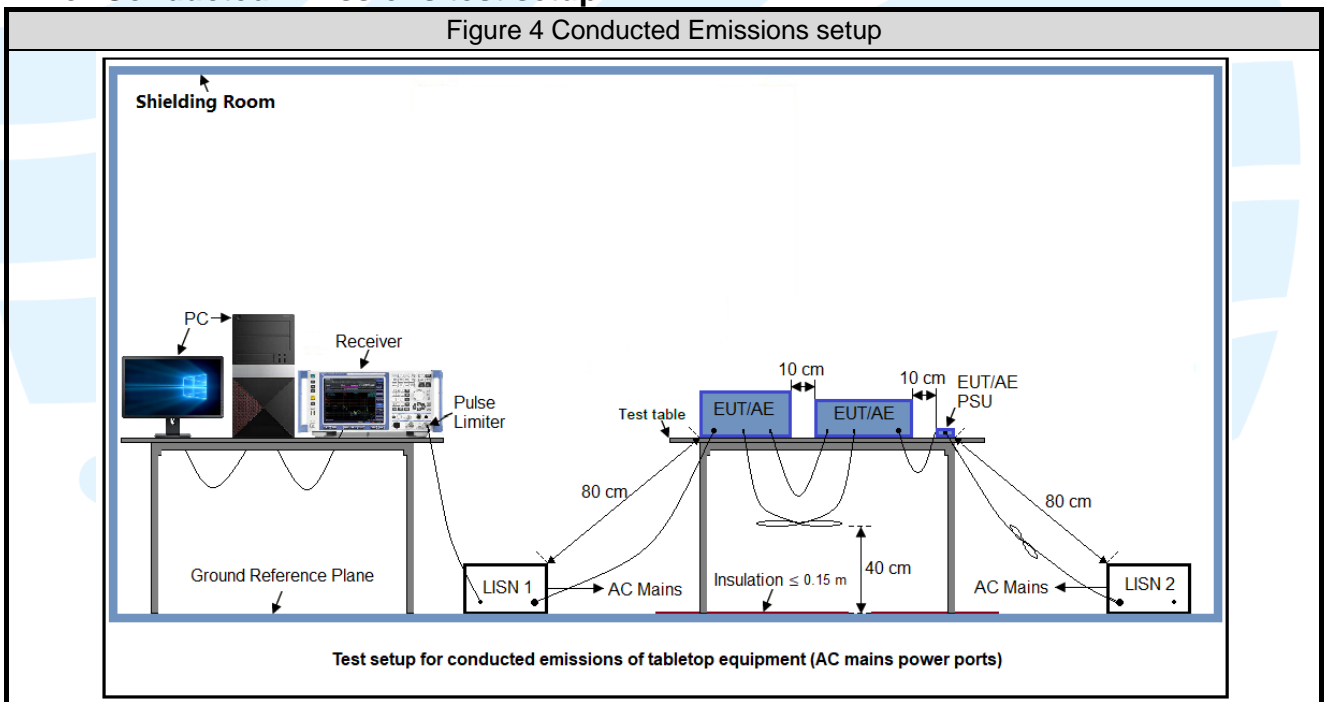 Figure 4 Conducted Emissions setup
Shielding Room
PC
Receiver
Pulse
Limiter
Test table
10 cm
10 cm
EUT/AE
PSU
EUT/AE
EUT/AE
80 cm
80 cm
40 cm
Ground Reference Plane
LISN 1
AC Mains
Insulation ≤ 0.15 m
AC Mains
LISN 2
Test setup for conducted emissions of tabletop equipment (AC mains power ports)